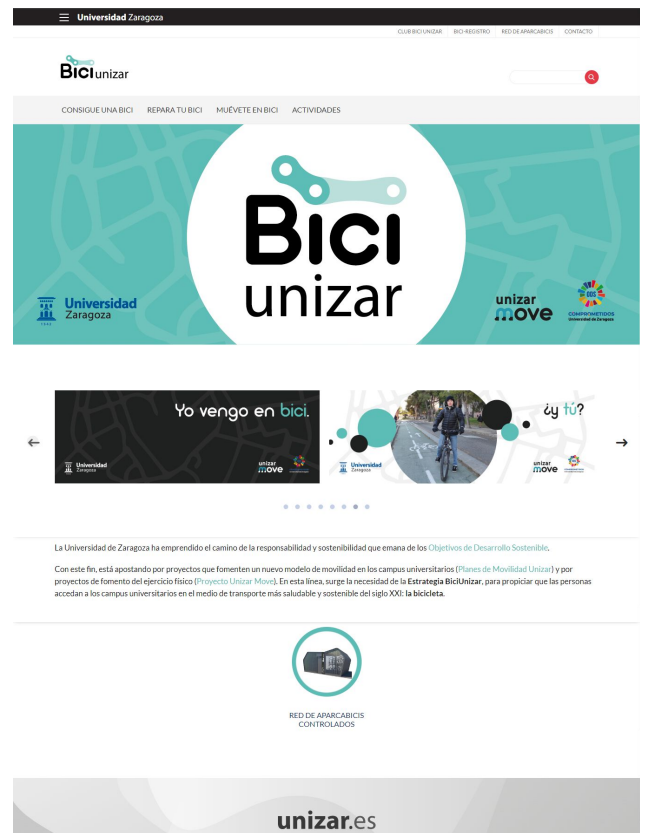 Universidad Zaragoza
CLUB BICI UNIZAR BICI-REGISTRO RED DE APARCABICIS CONTACTO
BICI unizar
CONSIGUE UNA BICI REPARA TU BICI MUÉVETE EN BICI ACTIVIDADES
BICI
unizar
Universidad
Zaragoza
1542
unizar
move
ODS
COMPROMETIDOS
Universidad de Zaragoza
Yo vengo en bici.
Universidad
Zaragoza
unizar
move
¿y tú?
Universidad
Zaragoza
unizar
move
La Universidad de Zaragoza ha emprendido el camino de la responsabilidad y sostenibilidad que emana de los Objetivos de Desarrollo Sostenible.
Con este fin, está apostando por proyectos que fomenten un nuevo modelo de movilidad en los campus universitarios (Planes de Movilidad Unizar) y por
proyectos de fomento del ejercicio físico (Proyecto Unizar Move). En esta línea, surge la necesidad de la Estrategia BiciUnizar, para propiciar que las personas
accedan a los campus universitarios en el medio de transporte más saludable y sostenible del siglo XXI: la bicicleta.
RED DE APARCABICIS
CONTROLADOS
unizar.es